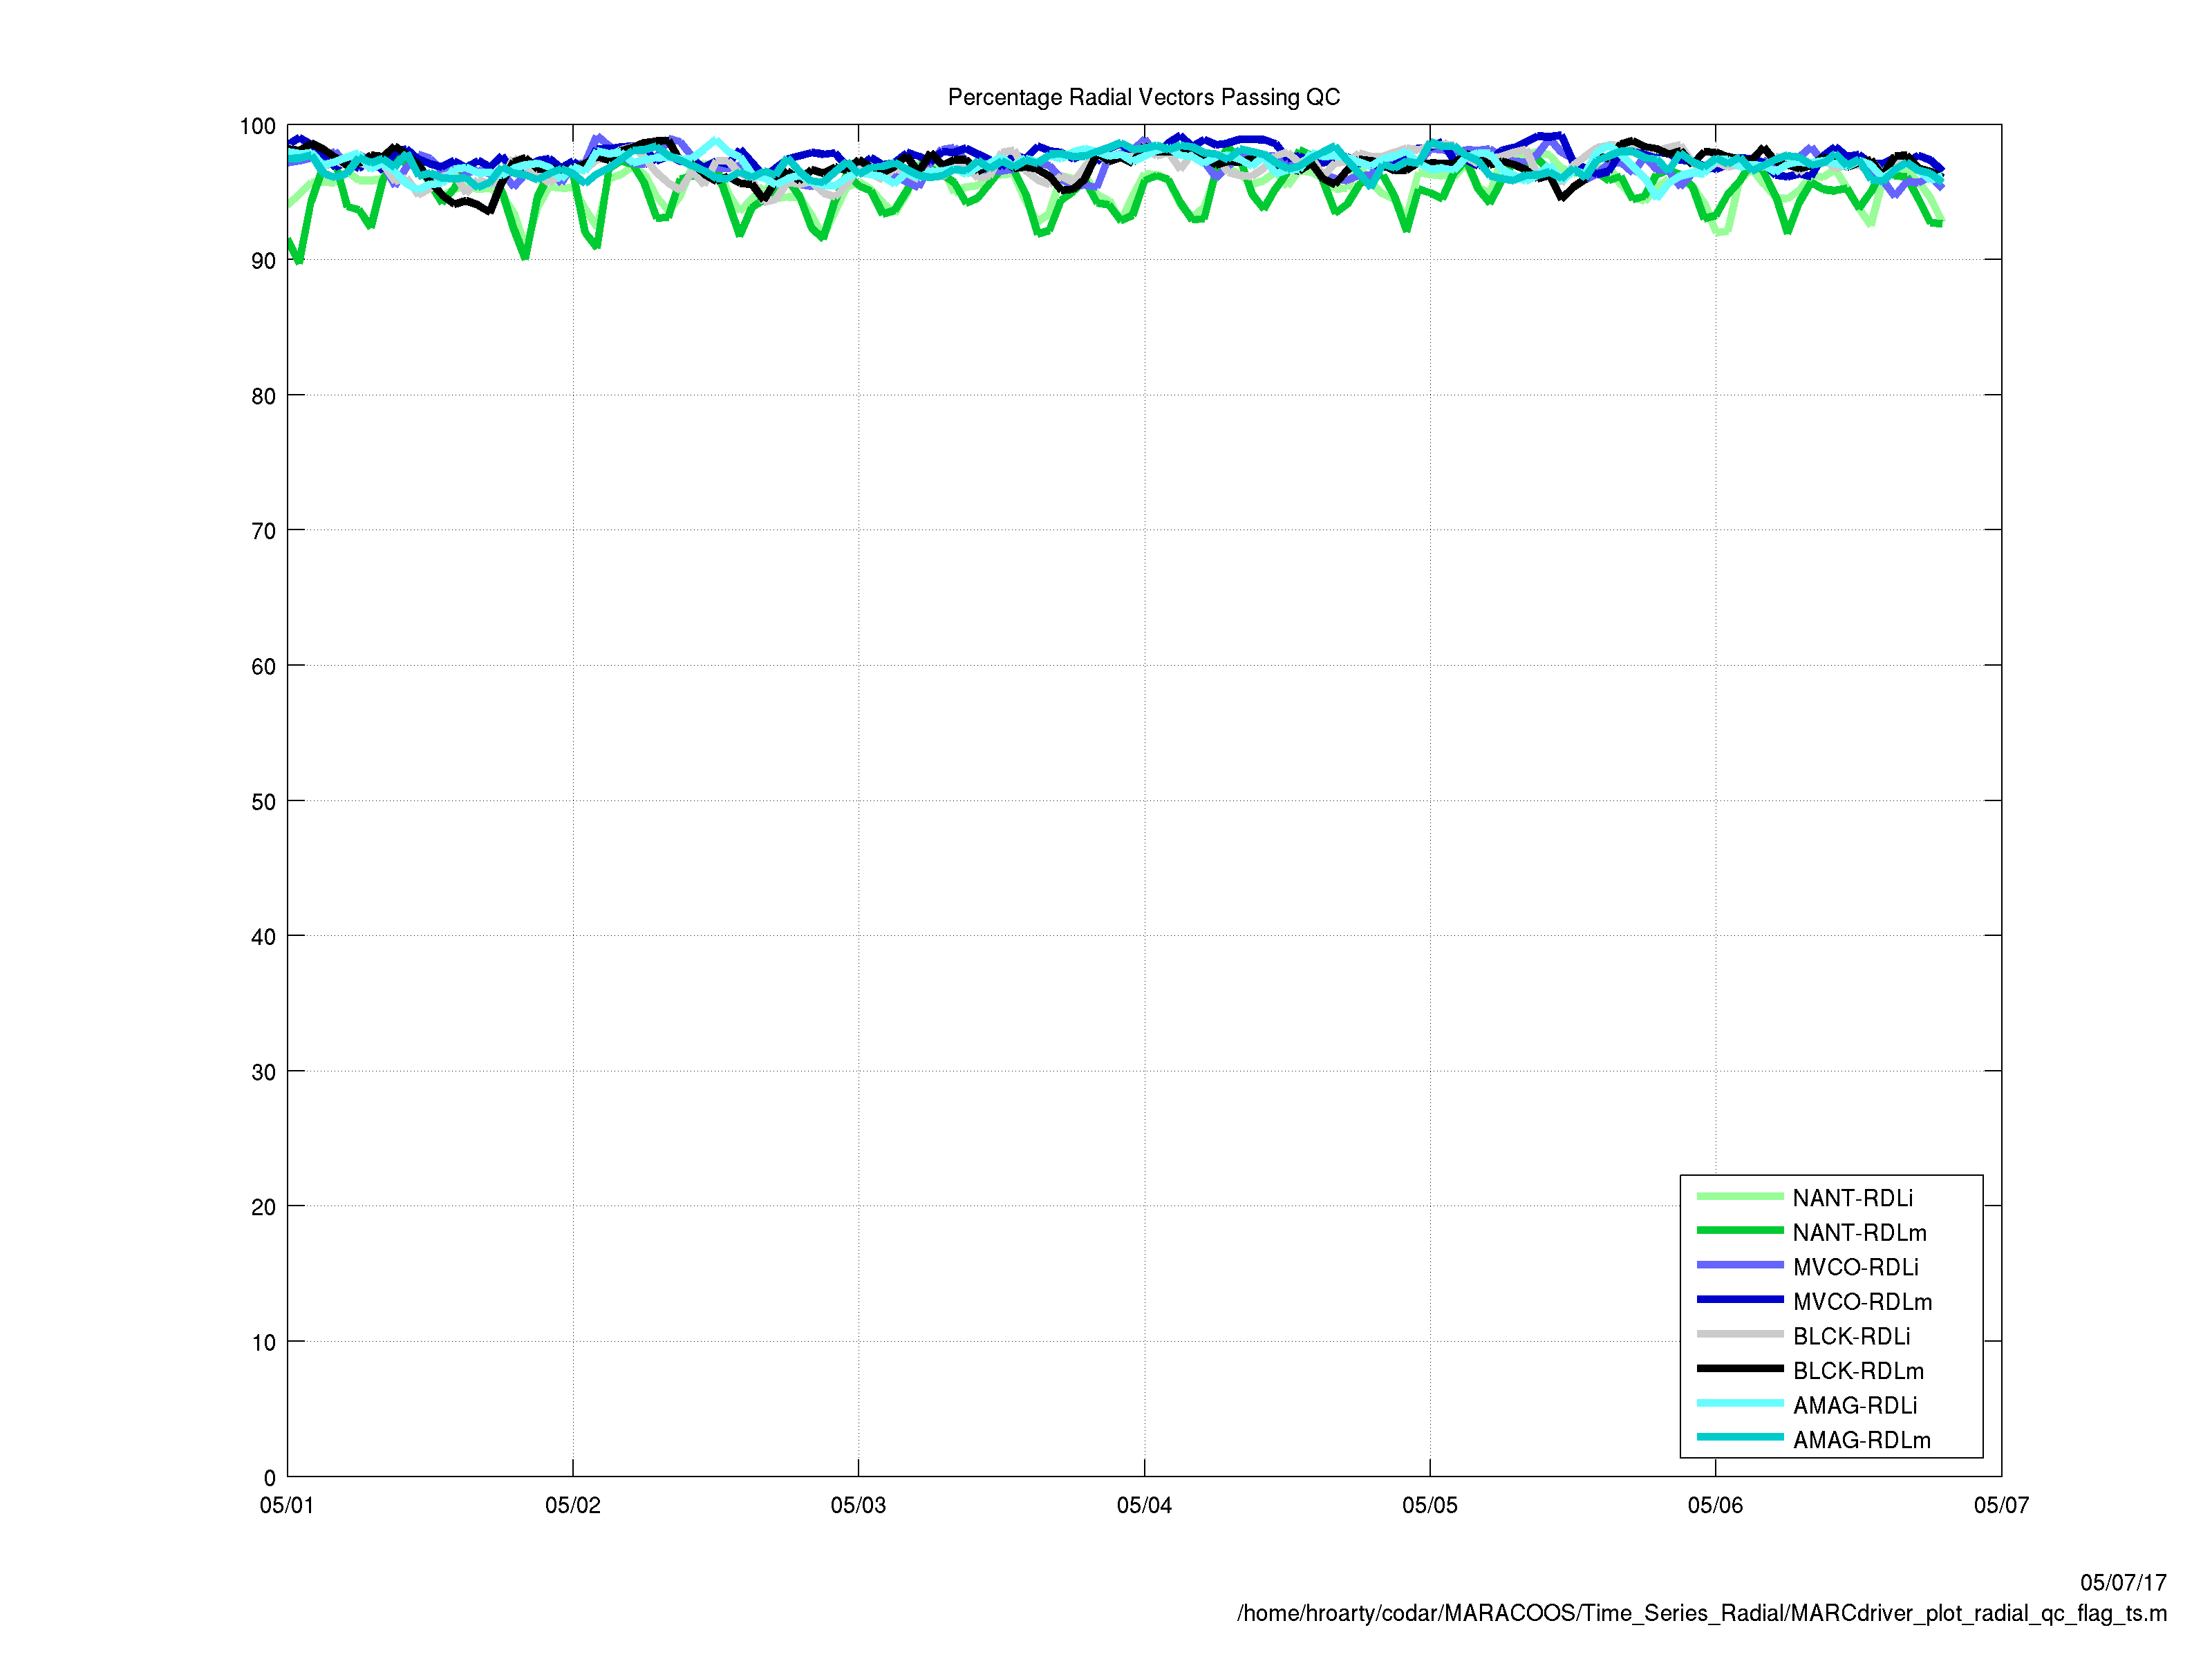 Percentage Radial Vectors Passing QC
100
90
80
70
60
50
40
30
20
10
0
NANT-RDLi
NANT-RDLm
MVCO-RDLi
MVCO-RDLm
BLCK-RDLi
BLCK-RDLm
AMAG-RDLi
AMAG-RDLm
05/01 05/02 05/03 05/04 05/05 05/06 05/07
05/07/17
/home/hroarty/codar/MARACOOS/Time_Series_Radial/MARCdriver_plot_radial_qc_flag_ts.m